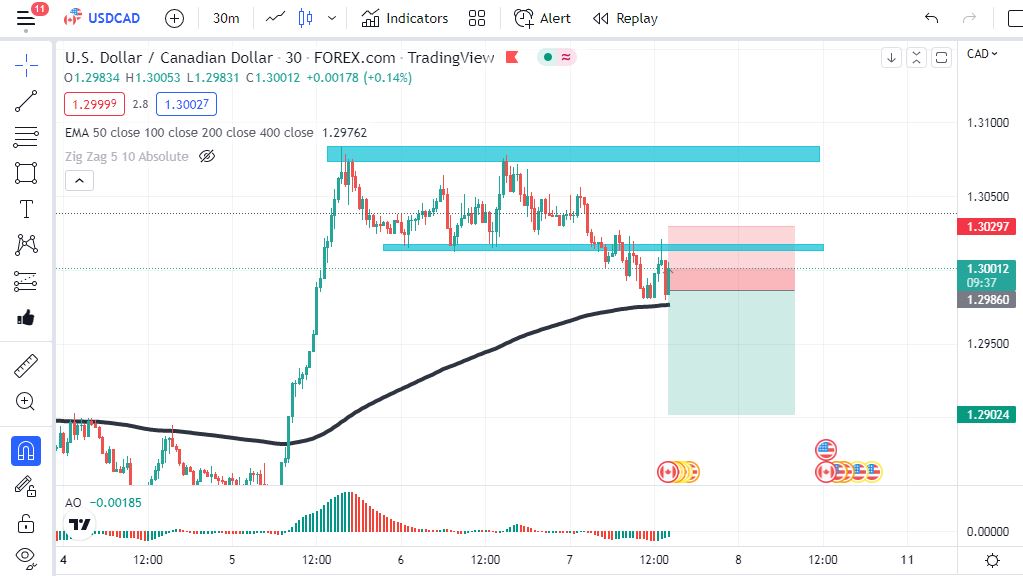 11
USDCAD
30m
Indicators
Alert
Replay
U.S. Dollar / Canadian Dollar · 30 · FOREX.com · TradingView
CAD
O1.29834 H1.30053 L1.29831 C1.30012 +0.00178 (+0.14%)
1.29999
2.8
1.30027
EMA 50 close 100 close 200 close 400 close 1.29762
Zig Zag 5 10 Absolute
1.31000
1.30500
1.30297
1.30012
09:37
1.29860
1.29500
1.29024
AO −0.00185
0.00000
4 12:00 5 12:00 6 12:00 7 12:00 8 12:00 11